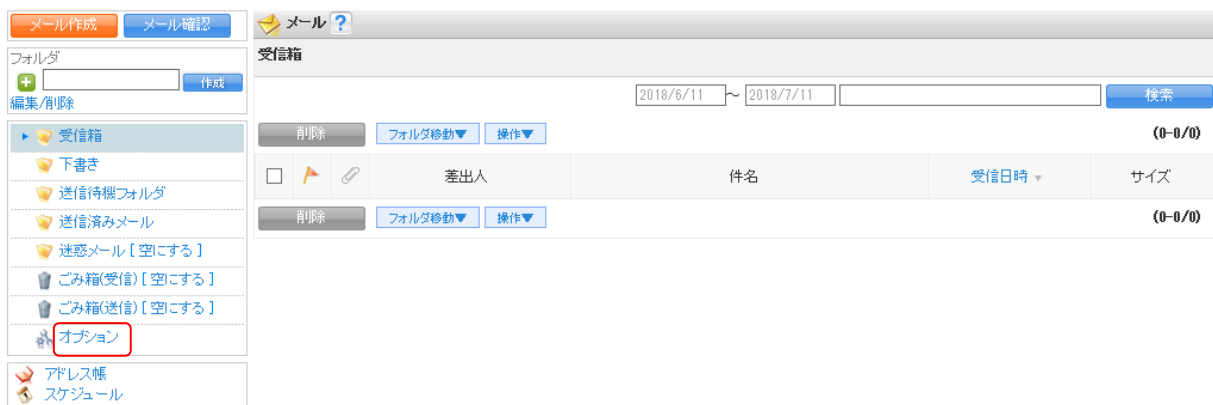 メール作成 メール確認
フォルダ
作成
編集/削除
受信箱
下書き
送信待機フォルダ
送信済みメール
迷惑メール [ 空にする ]
ごみ箱(受信) [ 空にする ]
ごみ箱(送信) [ 空にする ]
オプション
アドレス帳
スケジュール
メール ?
受信箱
2018/6/11 ～ 2018/7/11 検索
削除 フォルダ移動▼ 操作▼ (0-0/0)
差出人 件名 受信日時 ▼ サイズ
削除 フォルダ移動▼ 操作▼ (0-0/0)